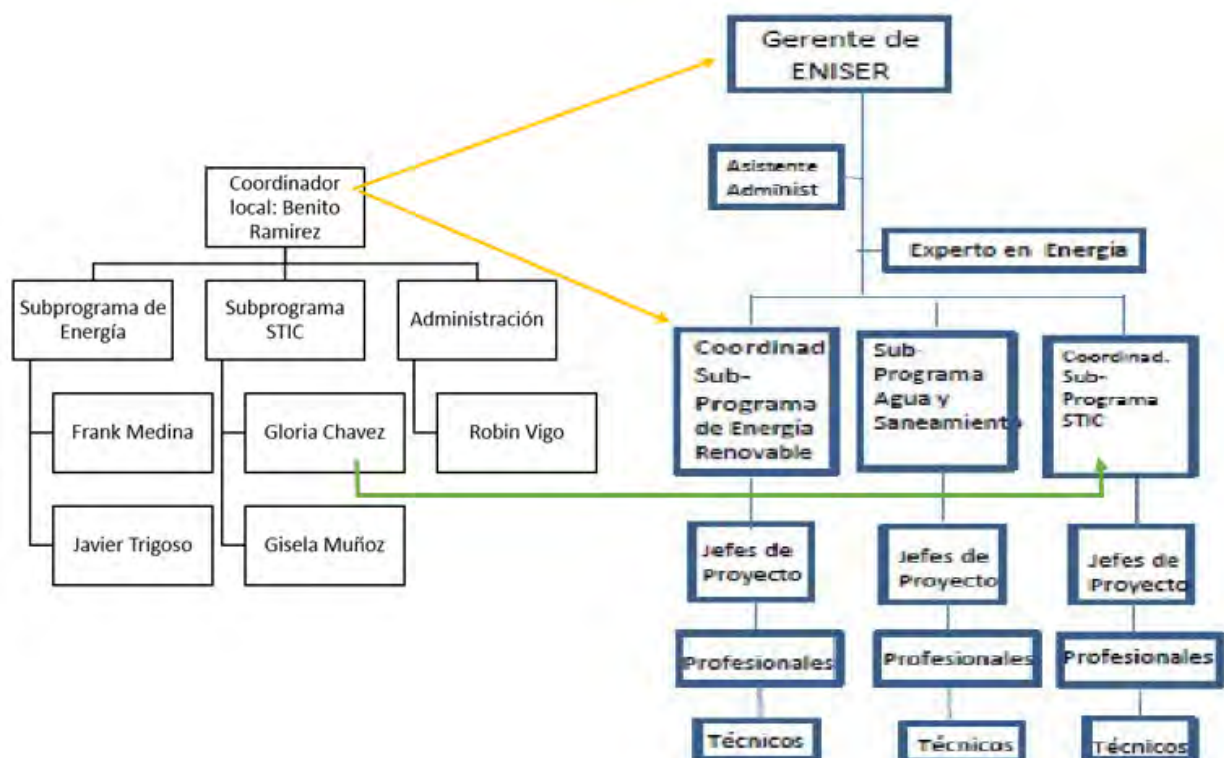 Coordinador
local: Benito
Ramirez
Subprograma de
Energía
Subprograma
STIC
Administración
Frank Medina
Gloria Chavez
Robin Vigo
Javier Trigoso
Gisela Muñoz
Gerente de
ENISER
Asistente
Administ
Experto en Energía
Coordinad
Sub-
Programa
de Energía
Renovable
Sub-
Programa
Agua y
Saneamiento
Coordinad.
Sub-
Programa
STIC
Jefes de
Proyecto
Jefes de
Proyecto
Jefes de
Proyecto
Profesionales
Profesionales
Profesionales
Técnicos
Técnicos
Técnicos